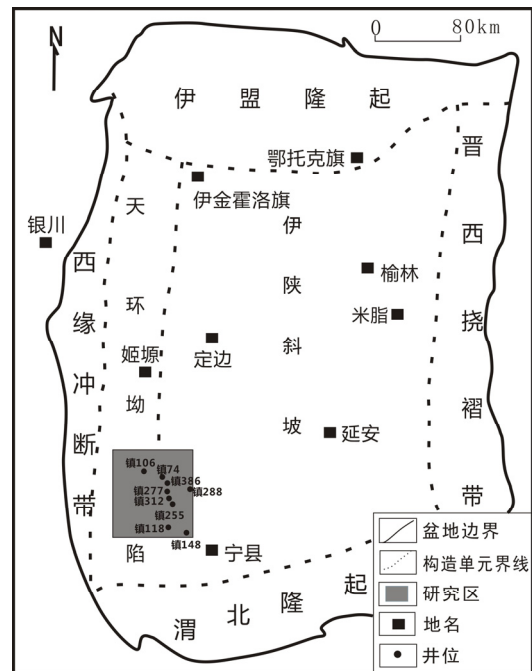 N
0 80km
伊盟隆起
鄂托克旗
伊金霍洛旗
晋西挠褶带
天环坳陷
伊陕斜坡
银川
西缘冲断带
榆林
米脂
定边
姬塬
延安
镇106
镇74
镇386
镇277
镇288
镇312
镇255
镇118
镇148
宁县
渭北隆起
盆地边界
构造单元界线
研究区
地名
井位